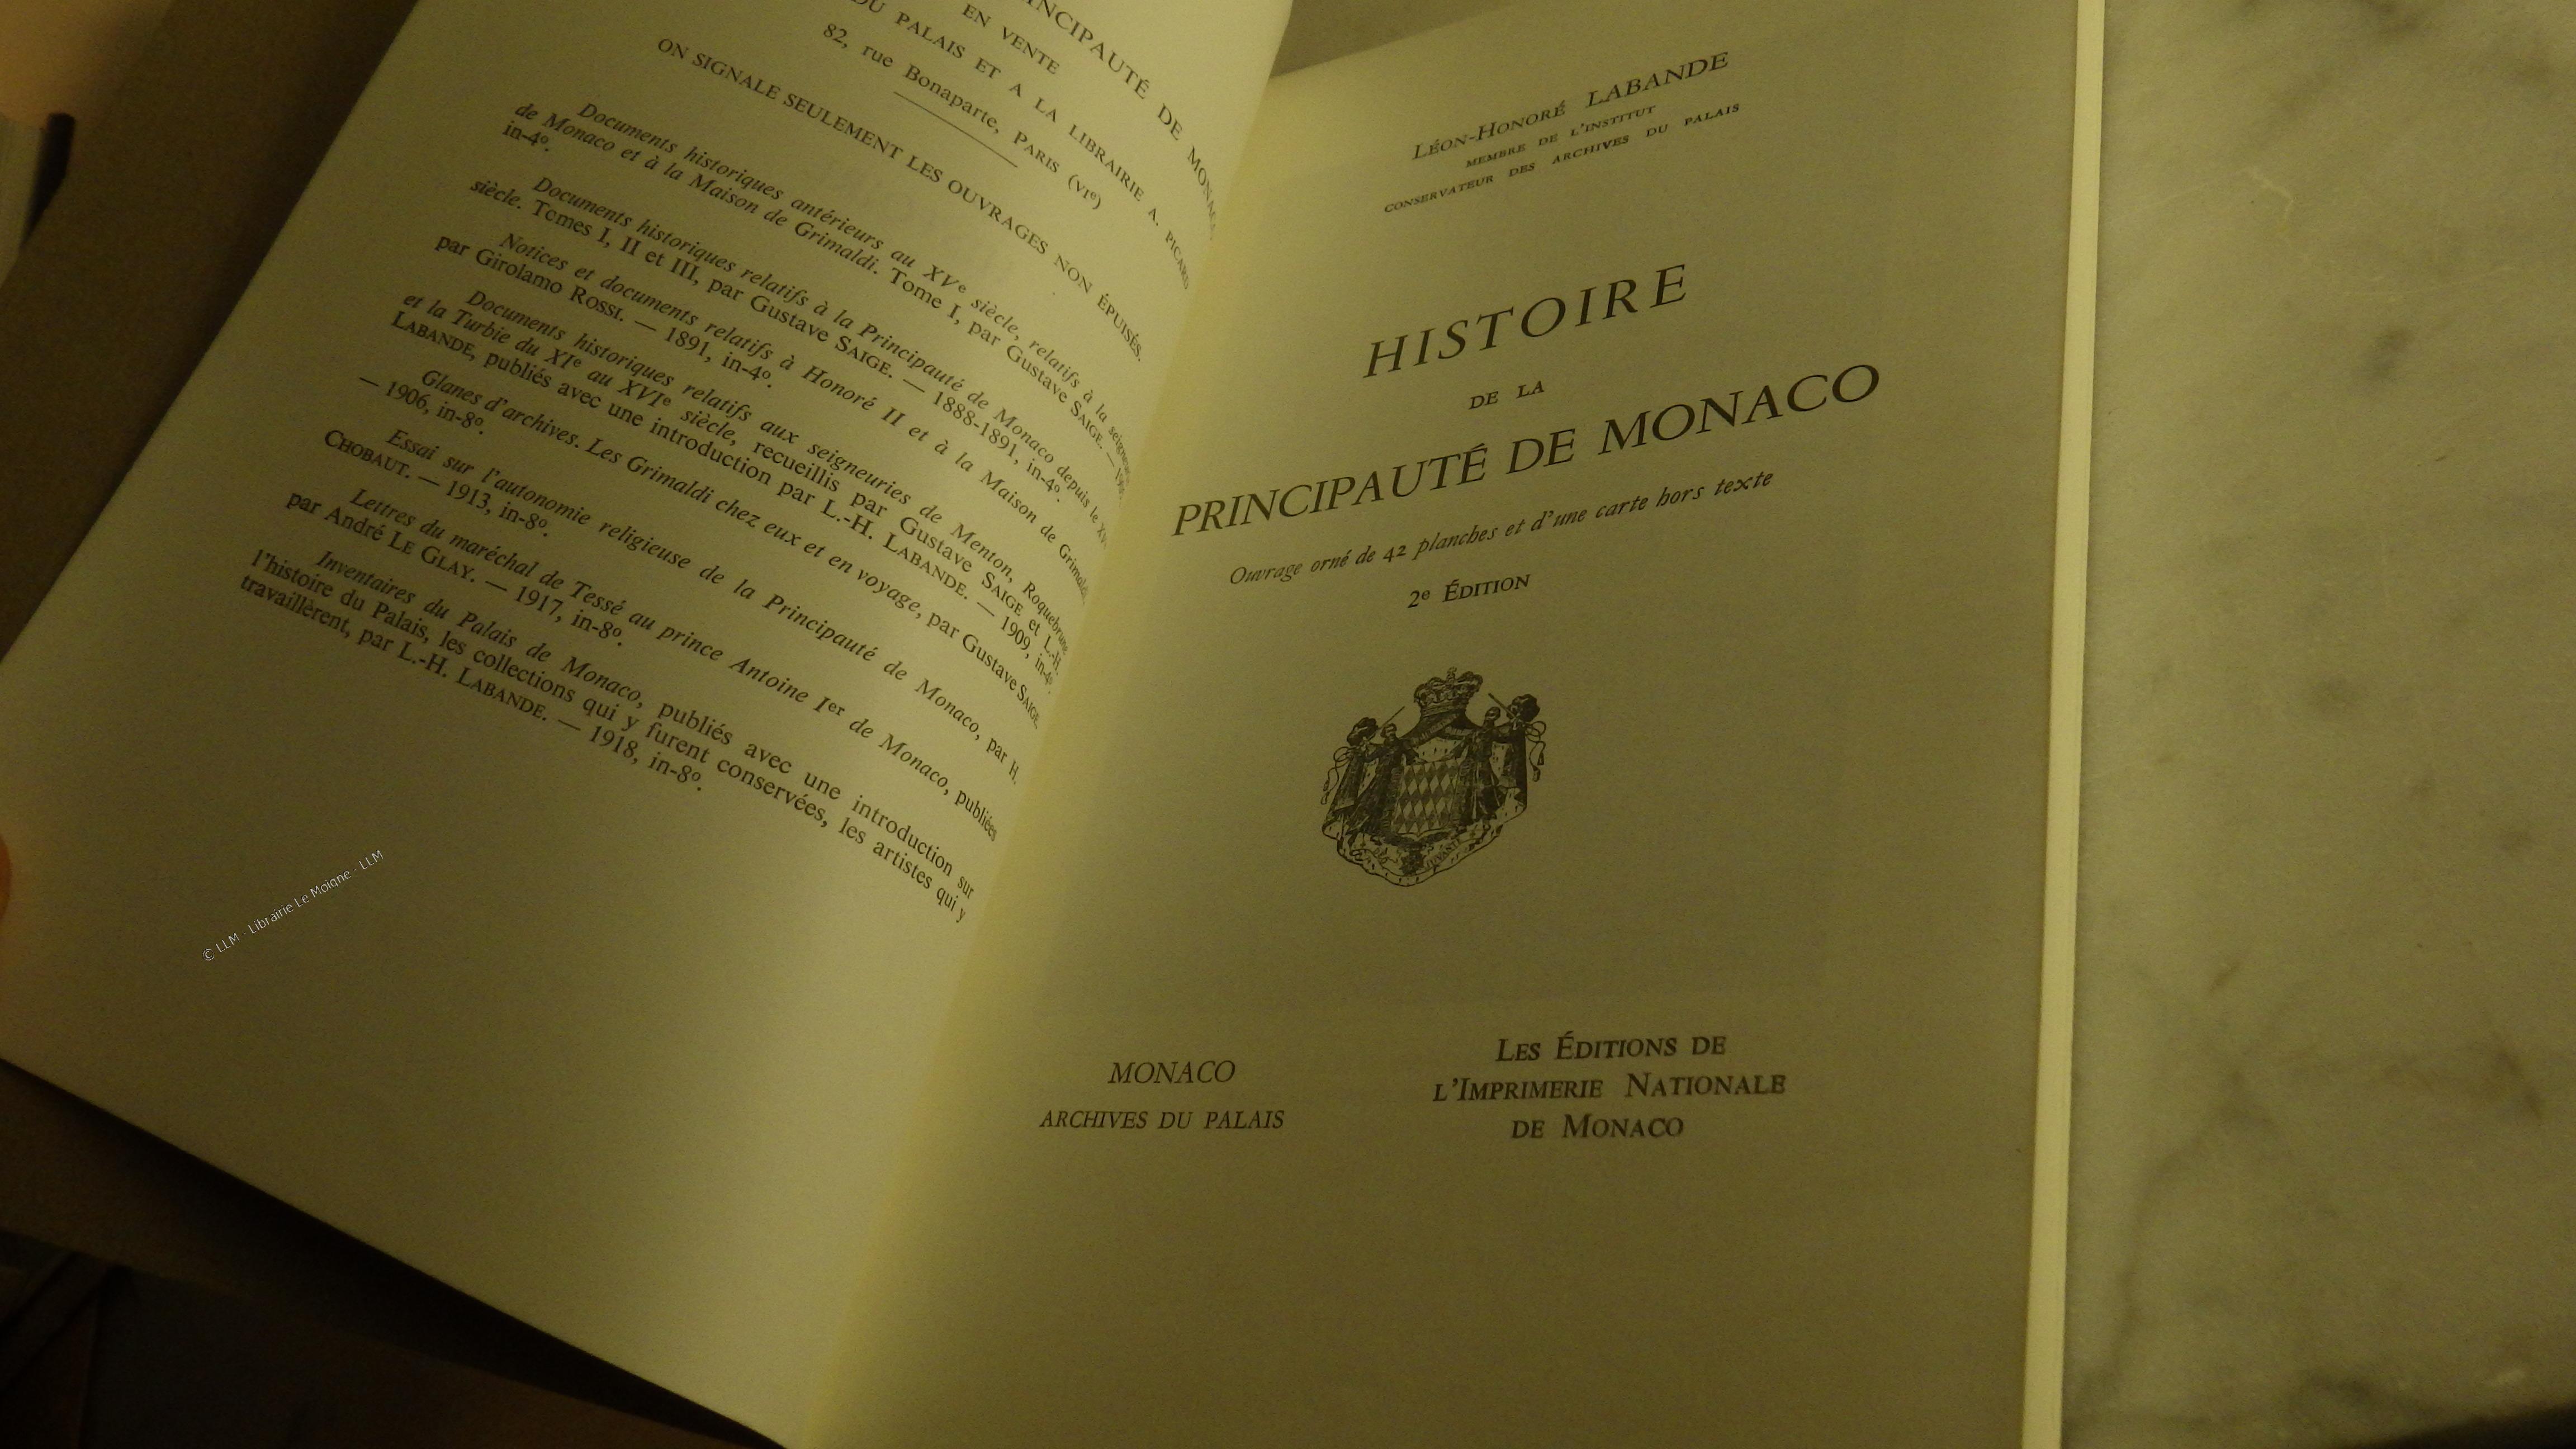 DE MONACO
EN VENTE
DU PALAIS ET A LA LIBRAIRIE A. PICARD
82, rue Bonaparte, PARIS (VIe)
ON SIGNALE SEULEMENT LES OUVRAGES NON ÉPUISÉS.
Documents historiques antérieurs au XVe siècle, relatifs à la
de Monaco et à la Maison de Grimaldi. Tome I, par Gustave SAIGE. —
in-4º.
Documents historiques relatifs à la Principauté de Monaco depuis le
siècle. Tomes I, II et III, par Gustave SAIGE. — 1888-1891, in-4º.
Notices et documents relatifs à Honoré II et à la Maison de
par Girolamo ROSSI. — 1891, in-4º.
Documents historiques relatifs aux seigneuries de Menton, Roquebrune
et la Turbie du XIe au XVIe siècle, recueillis par Gustave SAIGE et L.-H.
LABANDE, publiés avec une introduction par L.-H. LABANDE. — 1909, in-4º.
Glanes d'archives. Les Grimaldi chez eux et en voyage, par Gustave SAIGE.
— 1906, in-8º.
Essai sur l'autonomie religieuse de la Principauté de Monaco, par H.
CHOBAUT. — 1913, in-8º.
Lettres du maréchal de Tessé au prince Antoine Ier de Monaco, publiées
par André LE GLAY. — 1917, in-8º.
Inventaires du Palais de Monaco, publiés avec une introduction sur
l'histoire du Palais, les collections qui y furent conservées, les artistes qui y
travaillèrent, par L.-H. LABANDE. — 1918, in-8º.
© LLM - Librairie Le Moigne - LLM
LÉON-HONORÉ LABANDE
MEMBRE DE L'INSTITUT
CONSERVATEUR DES ARCHIVES DU PALAIS
HISTOIRE
DE LA
PRINCIPAUTÉ DE MONACO
Ouvrage orné de 42 planches et d'une carte hors texte
2e ÉDITION
MONACO
ARCHIVES DU PALAIS
LES ÉDITIONS DE
L'IMPRIMERIE NATIONALE
DE MONACO